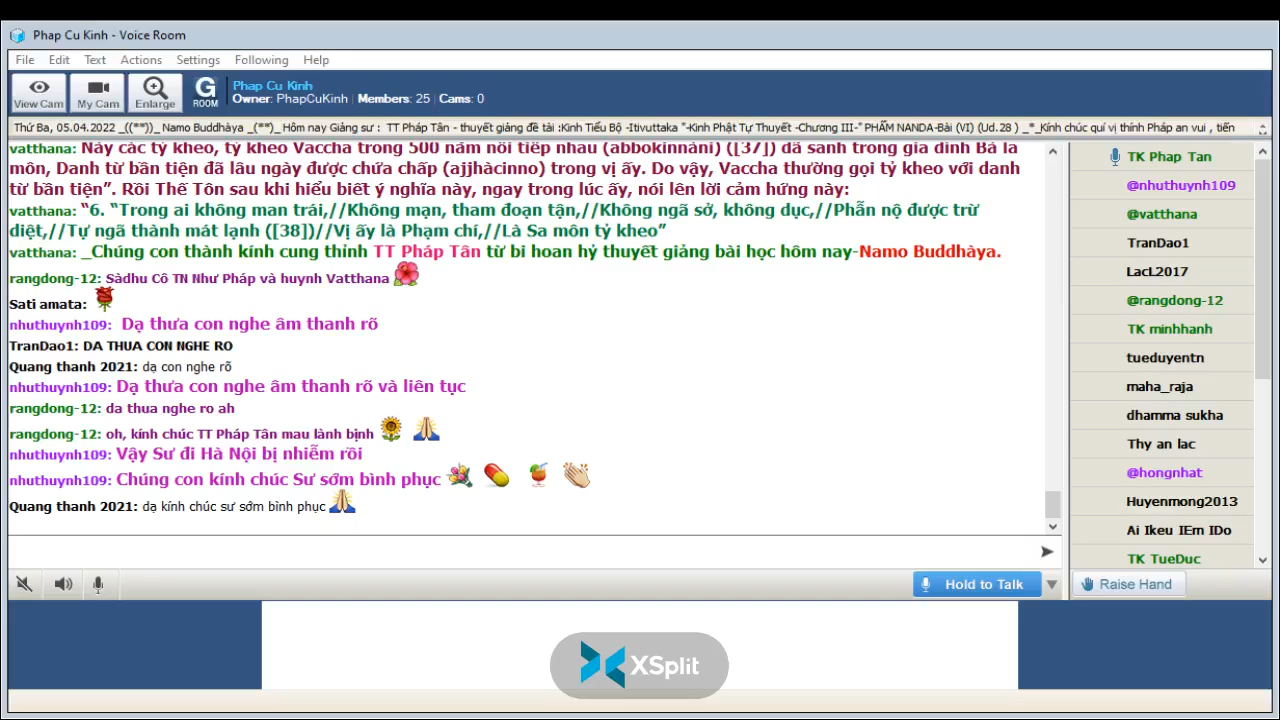 Phap Cu Kinh - Voice Room
File Edit Text Actions Settings Following Help
View Cam My Cam Enlarge G ROOM
Phap Cu Kinh
Owner: PhapCuKinh Members: 25 Cams: 0
Thứ Ba, 05.04.2022 _((**))_ Namo Buddhàya _(**)_ Hôm nay Giảng sư : TT Pháp Tân - thuyết giảng đề tài :Kinh Tiểu Bộ -Itivuttaka "-Kinh Phật Tự Thuyết -Chương III-" PHẨM NANDA-Bài (VI) (Ud.28 ) _*_Kính chúc quí vị thính Pháp an vui , tiến
vatthana: Này các tỷ kheo, tỷ kheo Vaccha trong 500 năm nối tiếp nhau (abbokinnàni) ([37]) đã sanh trong gia đình Bà la
môn, Danh từ bần tiện đã lâu ngày được chứa chấp (ajjhàcinno) trong vị ấy. Do vậy, Vaccha thường gọi tỷ kheo với danh
từ bần tiện”. Rồi Thế Tôn sau khi hiểu biết ý nghĩa này, ngay trong lúc ấy, nói lên lời cảm hứng này:
vatthana: “6. “Trong ai không man trái,//Không mạn, tham đoạn tận,//Không ngã sở, không dục,//Phẫn nộ được trừ
diệt,//Tự ngã thành mát lạnh ([38])//Vị ấy là Phạm chí,//Là Sa môn tỷ kheo”
vatthana: _Chúng con thành kính cung thỉnh TT Pháp Tân từ bi hoan hỷ thuyết giảng bài học hôm nay-Namo Buddhàya.
rangdong-12: Sàdhu Cô TN Như Pháp và huynh Vatthana
Sati amata:
nhuthuynh109: Dạ thưa con nghe âm thanh rõ
TranDao1: DA THUA CON NGHE RO
Quang thanh 2021: dạ con nghe rõ
nhuthuynh109: Dạ thưa con nghe âm thanh rõ và liên tục
rangdong-12: da thua nghe ro ah
rangdong-12: oh, kính chúc TT Pháp Tân mau lành bịnh
nhuthuynh109: Vậy Sư đi Hà Nội bị nhiễm rồi
nhuthuynh109: Chúng con kính chúc Sư sớm bình phục
Quang thanh 2021: dạ kính chúc sư sớm bình phục
TK Phap Tan
@nhuthuynh109
@vatthana
TranDao1
LacL2017
@rangdong-12
TK minhhanh
tueduyentn
maha_raja
dhamma sukha
Thy an lac
@hongnhat
Huyenmong2013
Ai Ikeu IEm IDo
TK TueDuc
Hold to Talk
Raise Hand
XSplit